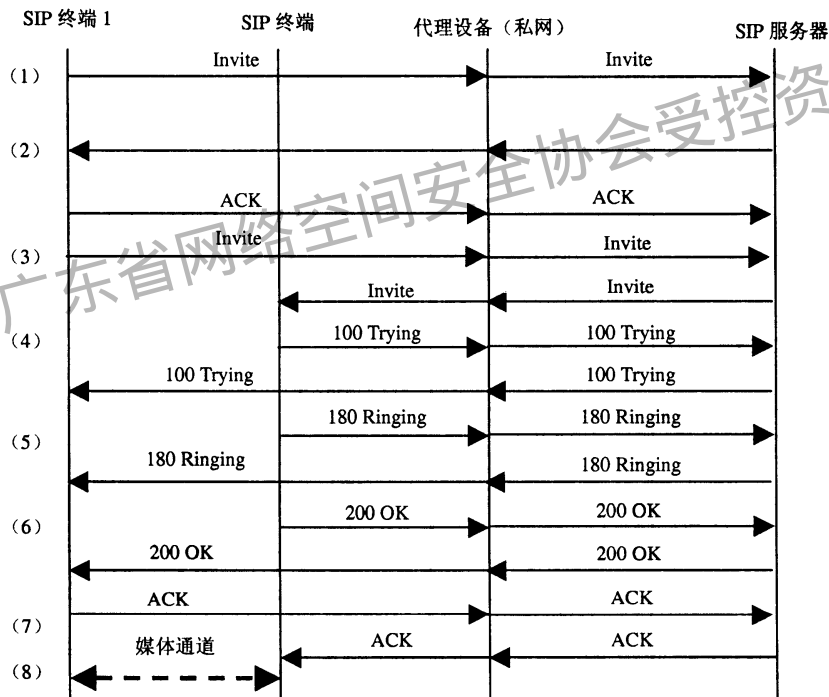 SIP 终端 1 SIP 终端 代理设备（私网） SIP 服务器
（1） Invite Invite
（2）
ACK ACK
（3） Invite Invite
Invite Invite
（4） 100 Trying 100 Trying
100 Trying 100 Trying
（5） 180 Ringing 180 Ringing
180 Ringing 180 Ringing
（6） 200 OK 200 OK
200 OK 200 OK
（7） ACK ACK
ACK ACK
（8） 媒体通道
广东省网络空间安全协会受控资